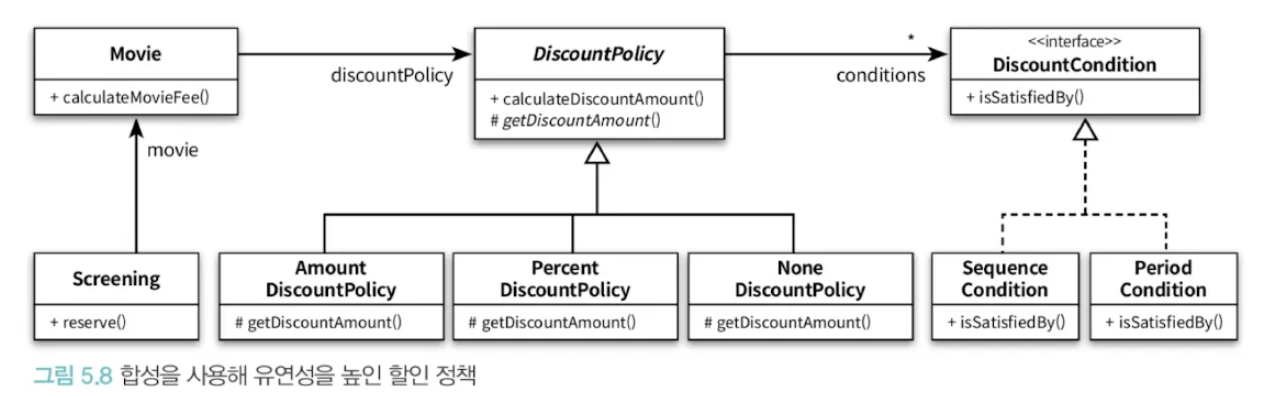 Movie
+ calculateMovieFee()
discountPolicy
DiscountPolicy
+ calculateDiscountAmount()
# getDiscountAmount()
*
conditions
<<interface>>
DiscountCondition
+ isSatisfiedBy()
movie
Screening
+ reserve()
Amount
DiscountPolicy
# getDiscountAmount()
Percent
DiscountPolicy
# getDiscountAmount()
None
DiscountPolicy
# getDiscountAmount()
Sequence
Condition
+ isSatisfiedBy()
Period
Condition
+ isSatisfiedBy()
그림 5.8 합성을 사용해 유연성을 높인 할인 정책